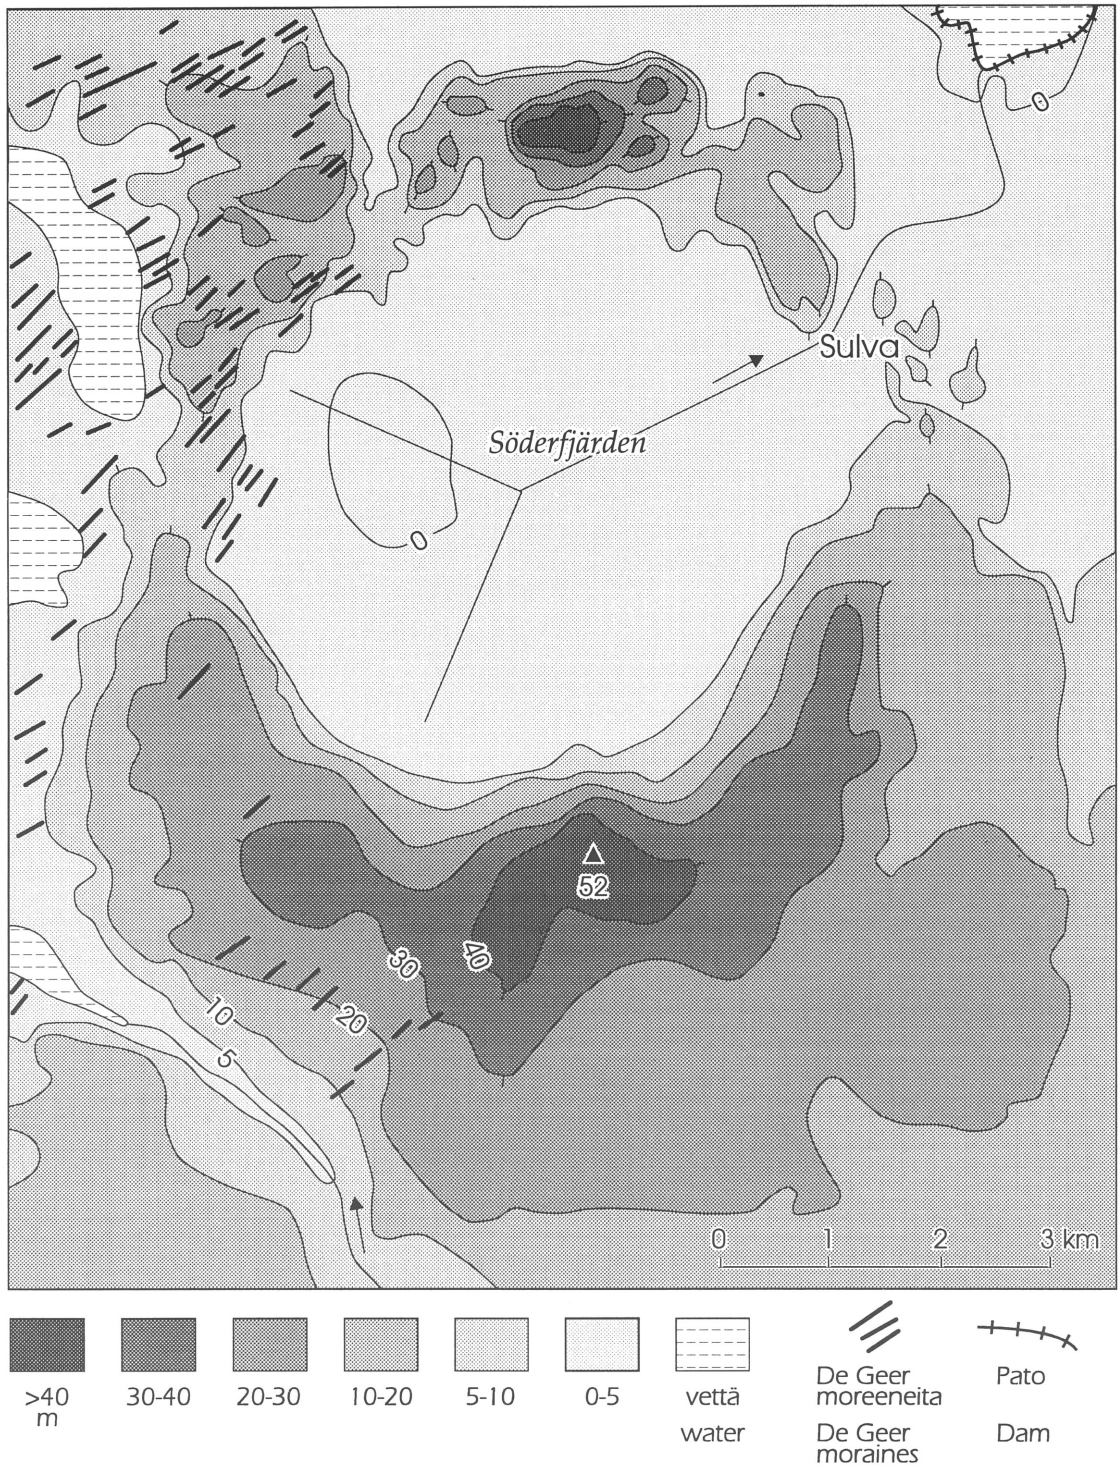 0
Sulva
Söderfjärden
0
52
40
30
10
20
5
0 1 2 3 km
>40 30-40 20-30 10-20 5-10 0-5 vettä De Geer Pato
m moreeneita
water De Geer Dam
moraines